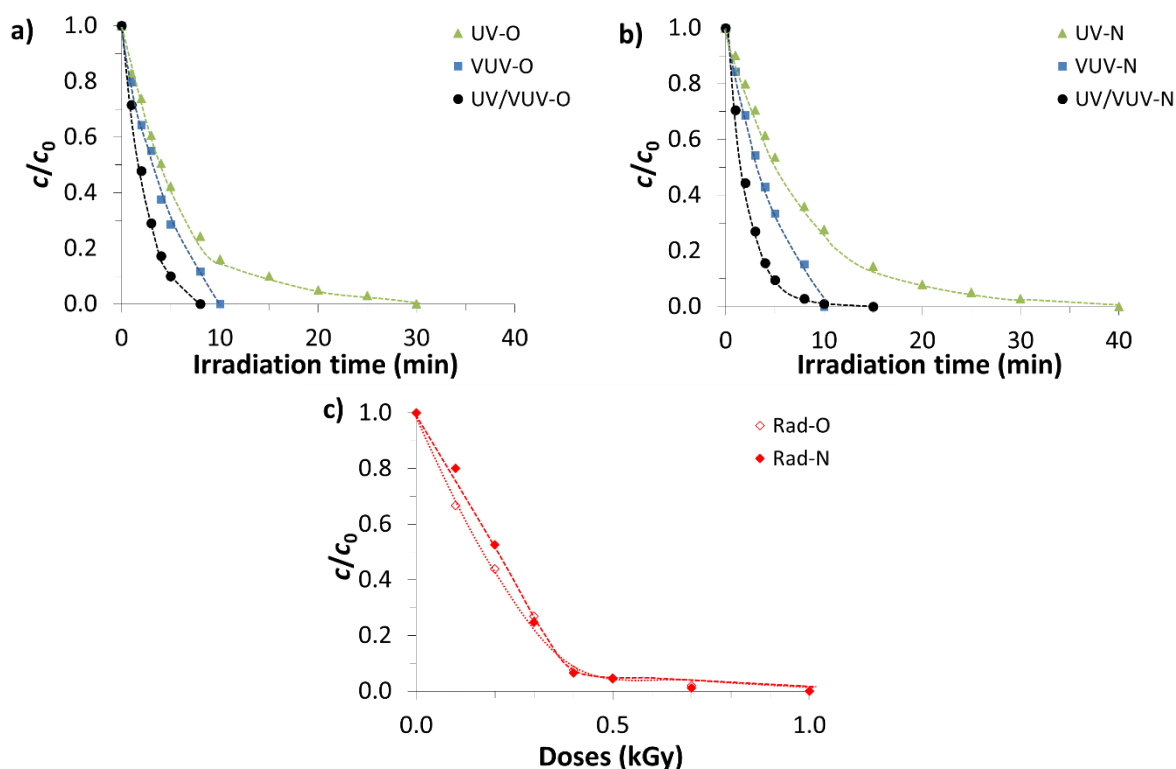 a)
c/c₀
1.0
0.8
0.6
0.4
0.2
0.0
0 10 20 30 40
Irradiation time (min)
UV-O
VUV-O
UV/VUV-O
b)
c/c₀
1.0
0.8
0.6
0.4
0.2
0.0
0 10 20 30 40
Irradiation time (min)
UV-N
VUV-N
UV/VUV-N
c)
c/c₀
1.0
0.8
0.6
0.4
0.2
0.0
0.0 0.5 1.0
Doses (kGy)
Rad-O
Rad-N